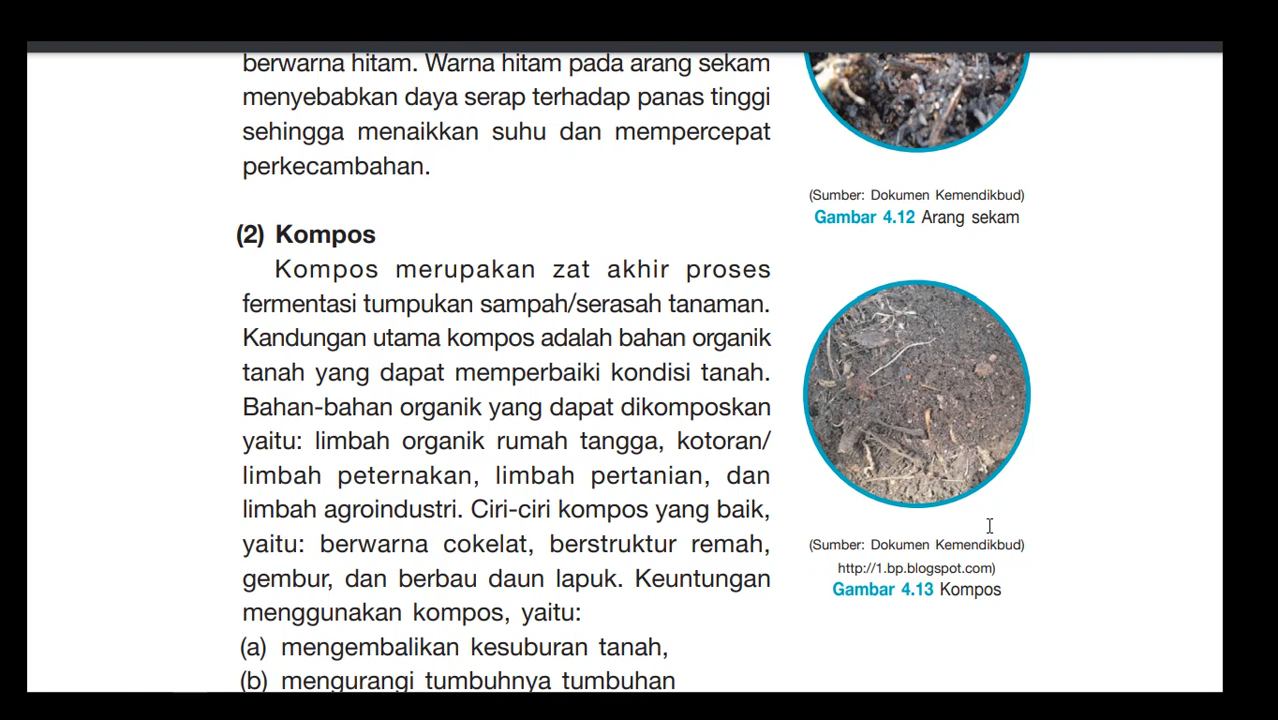 berwarna hitam. Warna hitam pada arang sekam
menyebabkan daya serap terhadap panas tinggi
sehingga menaikkan suhu dan mempercepat
perkecambahan.
(Sumber: Dokumen Kemendikbud)
Gambar 4.12 Arang sekam
(2) Kompos
Kompos merupakan zat akhir proses
fermentasi tumpukan sampah/serasah tanaman.
Kandungan utama kompos adalah bahan organik
tanah yang dapat memperbaiki kondisi tanah.
Bahan-bahan organik yang dapat dikomposkan
yaitu: limbah organik rumah tangga, kotoran/
limbah peternakan, limbah pertanian, dan
limbah agroindustri. Ciri-ciri kompos yang baik,
yaitu: berwarna cokelat, berstruktur remah,
gembur, dan berbau daun lapuk. Keuntungan
menggunakan kompos, yaitu:
(a) mengembalikan kesuburan tanah,
(b) mengurangi tumbuhnya tumbuhan
(Sumber: Dokumen Kemendikbud)
http://1.bp.blogspot.com)
Gambar 4.13 Kompos